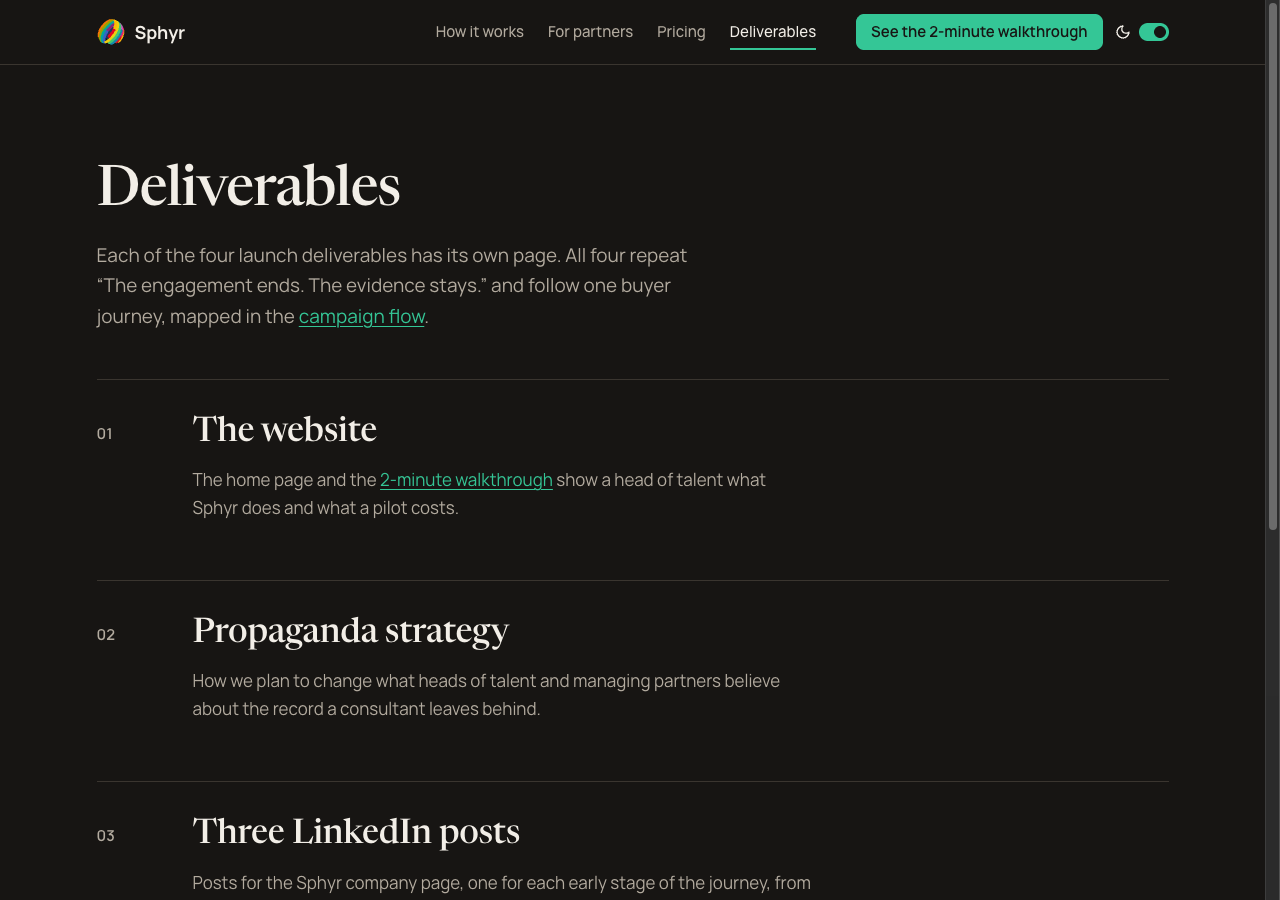 Sphyr
How it works
For partners
Pricing
Deliverables
See the 2-minute walkthrough
Deliverables
Each of the four launch deliverables has its own page. All four repeat
“The engagement ends. The evidence stays.” and follow one buyer
journey, mapped in the campaign flow.
01
The website
The home page and the 2-minute walkthrough show a head of talent what
Sphyr does and what a pilot costs.
02
Propaganda strategy
How we plan to change what heads of talent and managing partners believe
about the record a consultant leaves behind.
03
Three LinkedIn posts
Posts for the Sphyr company page, one for each early stage of the journey, from